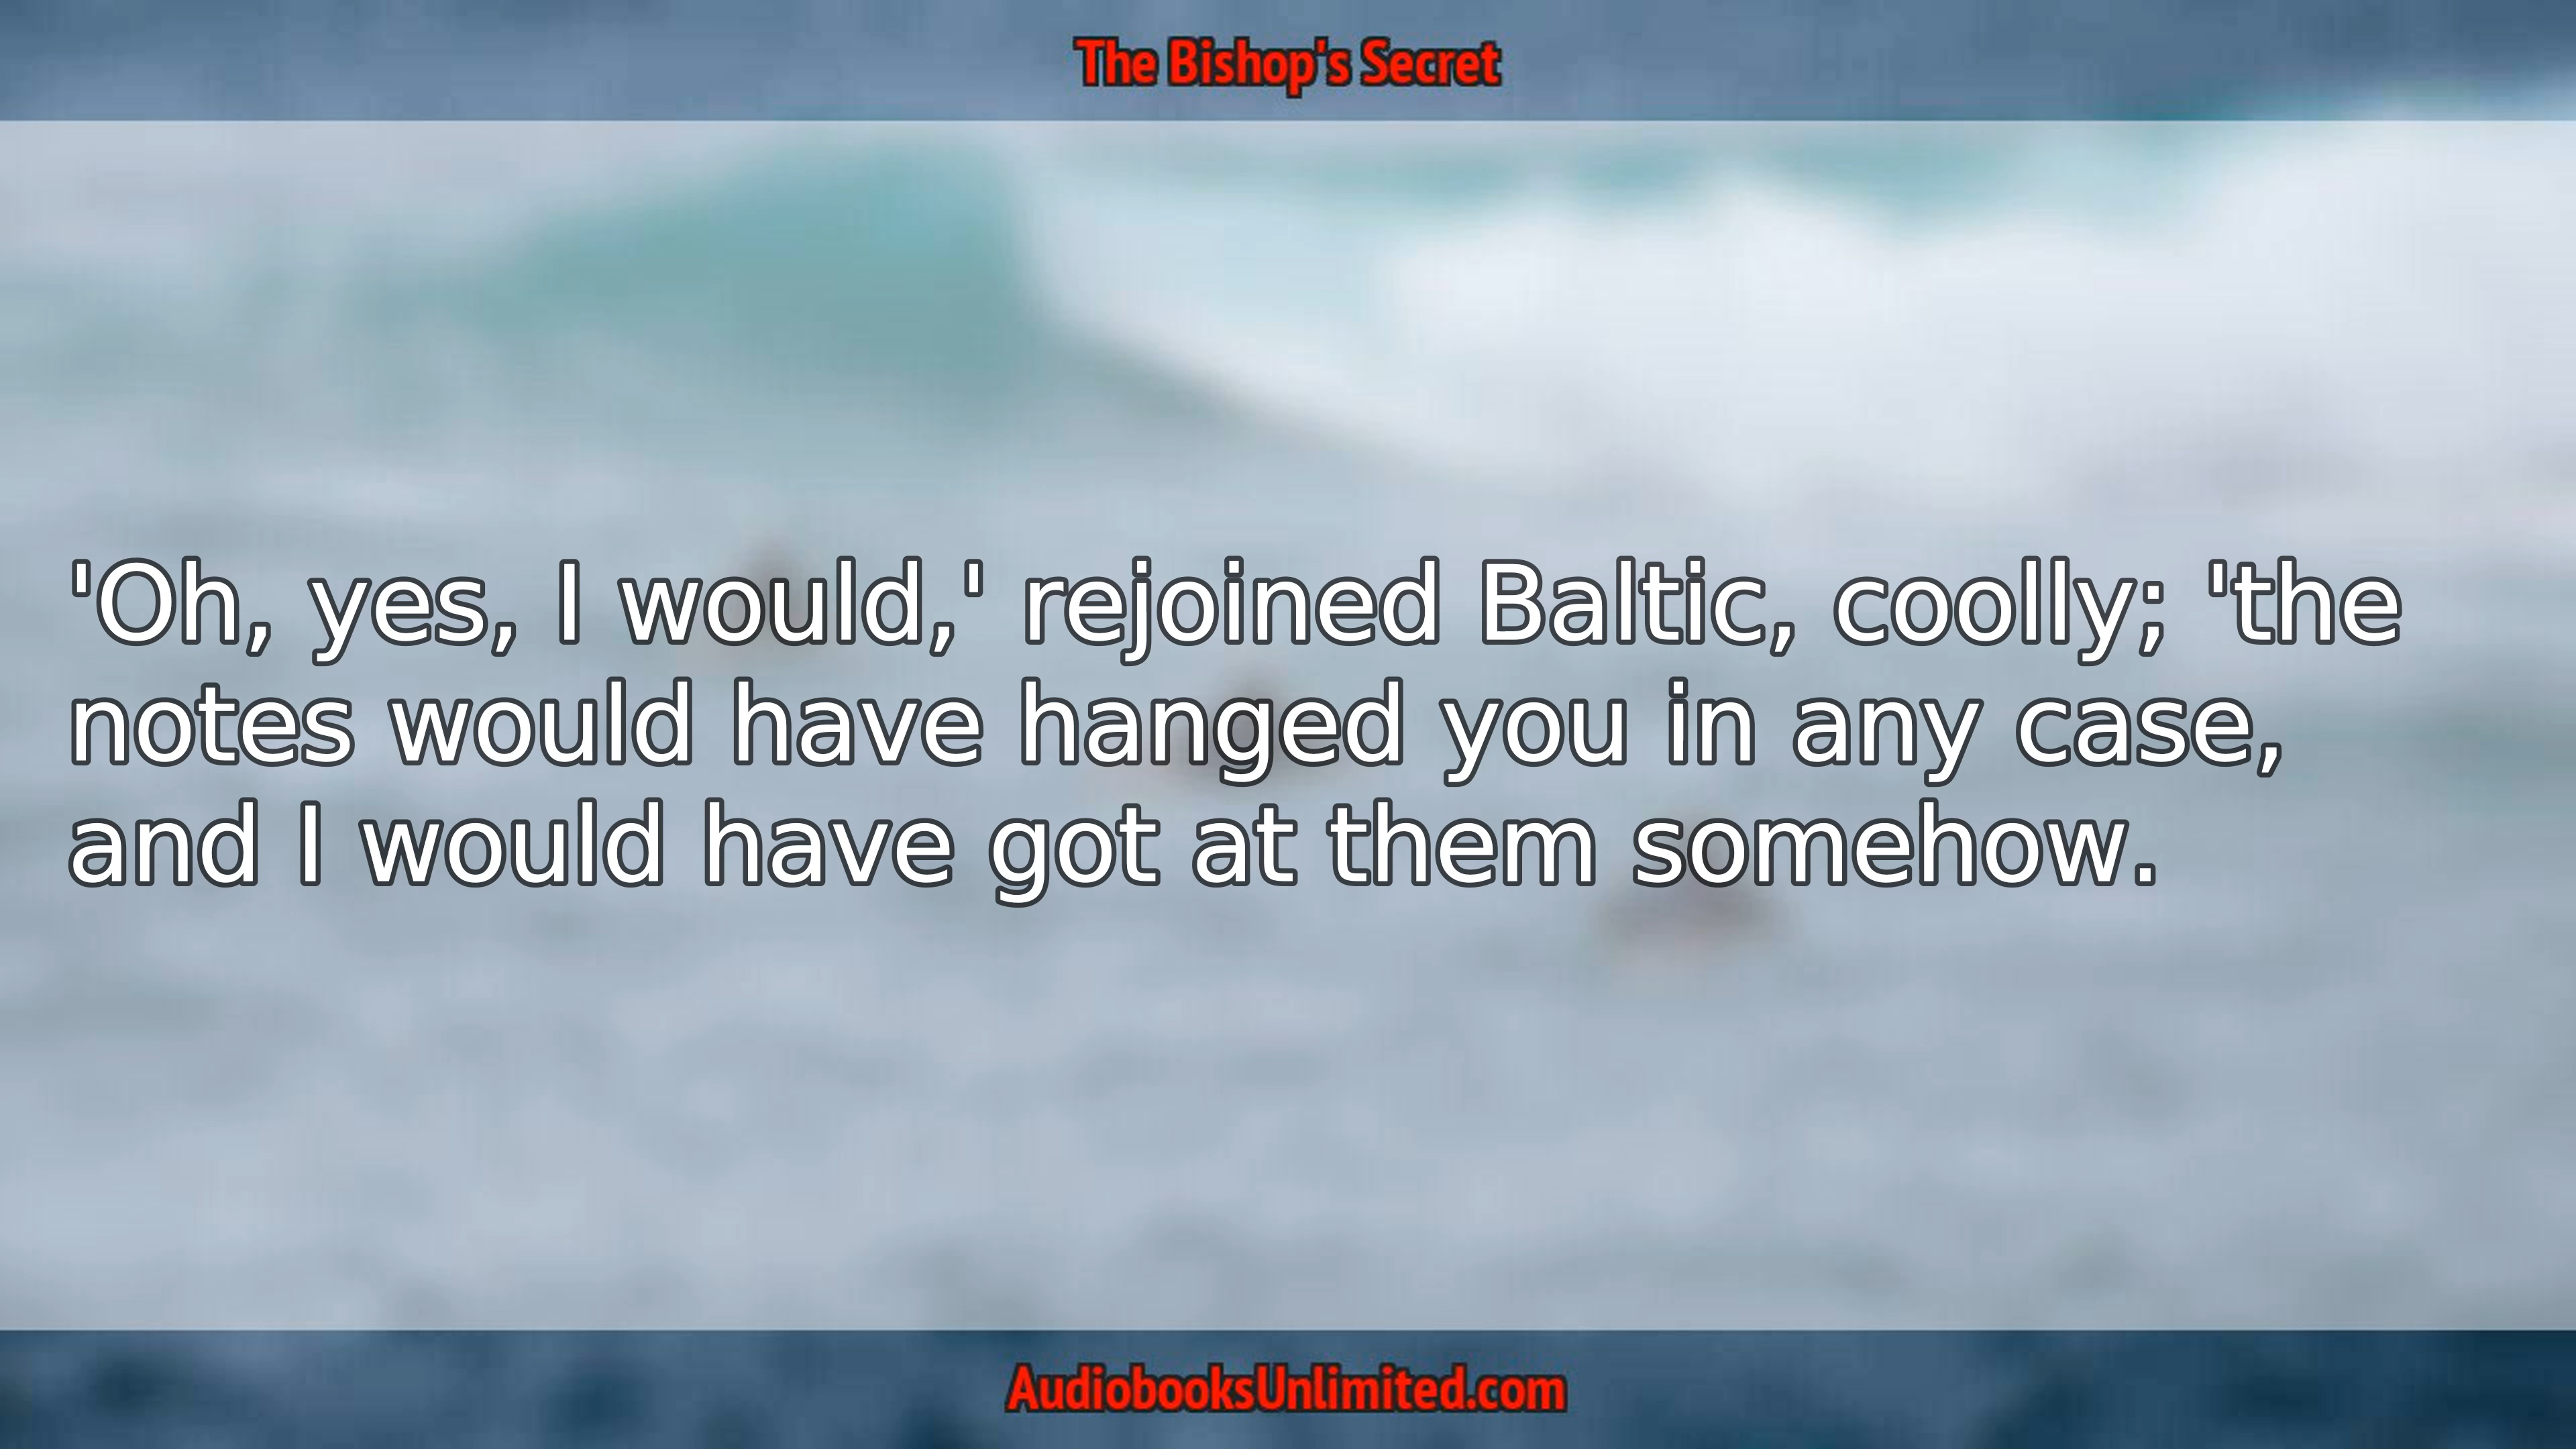 The Bishop's Secret
'Oh, yes, I would,' rejoined Baltic, coolly; 'the
notes would have hanged you in any case,
and I would have got at them somehow.
AudiobooksUnlimited.com